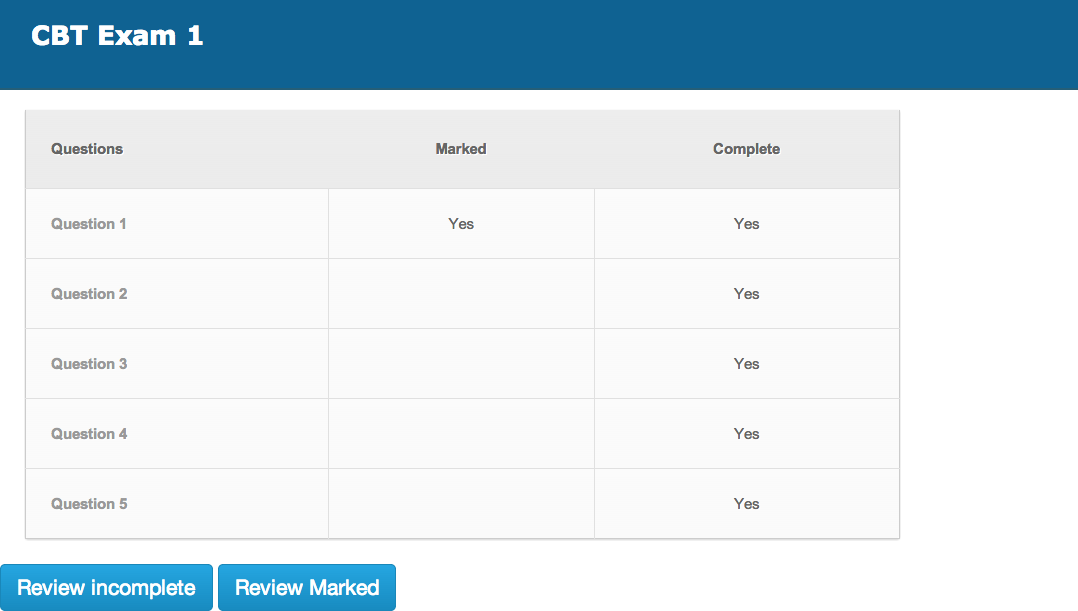 CBT Exam 1
Questions Marked Complete
Question 1 Yes Yes
Question 2 Yes
Question 3 Yes
Question 4 Yes
Question 5 Yes
Review incomplete Review Marked